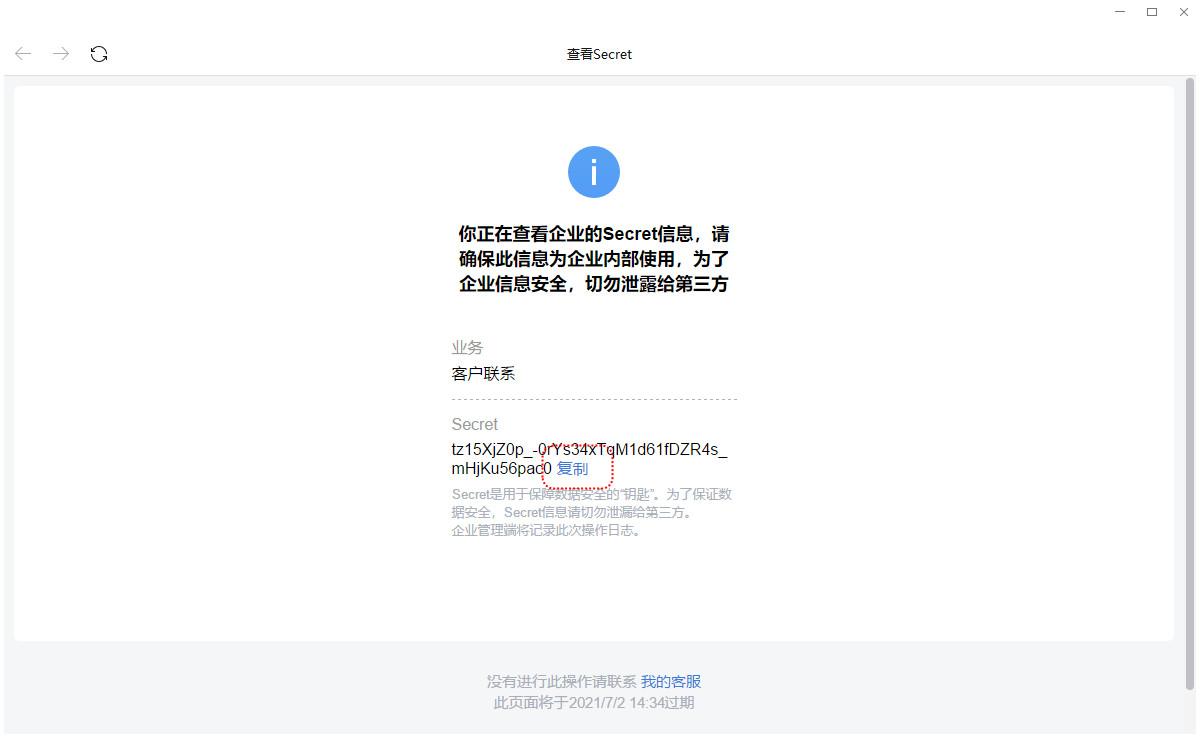 查看Secret
i
你正在查看企业的Secret信息，请
确保此信息为企业内部使用，为了
企业信息安全，切勿泄露给第三方
业务
客户联系
Secret
tz15XjZ0p_-0rYs34xTqM1d61fDZR4s_
mHjKu56pac0 复制
Secret是用于保障数据安全的“钥匙”。为了保证数
据安全，Secret信息请切勿泄漏给第三方。
企业管理端将记录此次操作日志。
没有进行此操作请联系 我的客服
此页面将于2021/7/2 14:34过期